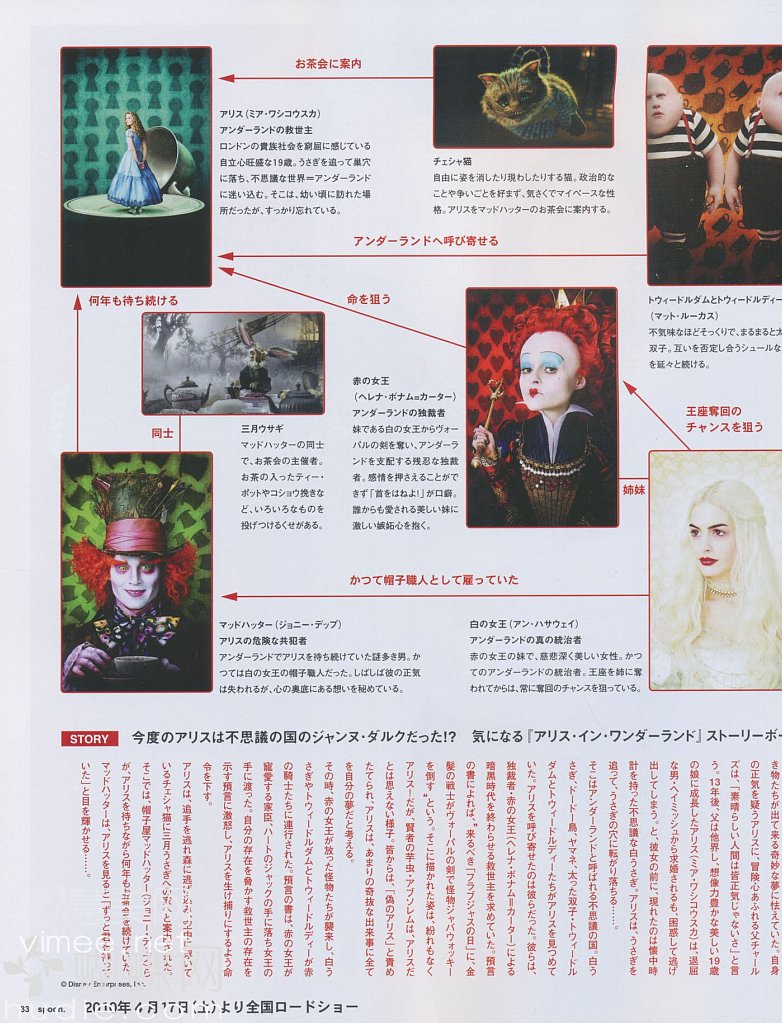 お茶会に案内
アリス（ミア・ワシコウスカ）
アンダーランドの救世主
ロンドンの貴族社会を窮屈に感じている
自立心旺盛な19歳。うさぎを追って巣穴
に落ち、不思議な世界＝アンダーランド
に迷い込む。そこは、幼い頃に訪れた場
所だったが、すっかり忘れている。
チェシャ猫
自由に姿を消したり現わしたりする猫。政治的な
ことや争いごとを好まず、気さくでマイペースな性
格。アリスをマッドハッターのお茶会に案内する。
アンダーランドへ呼び寄せる
トウィードルダムとトウィードルディー
（マット・ルーカス）
不気味なほどそっくりで、まるまると太
双子。互いを否定し合うシュールな
を延々と続ける。
何年も待ち続ける
命を狙う
三月ウサギ
マッドハッターの同士
で、お茶会の主催者。
お茶の入ったティー・
ポットやコショウ挽きな
ど、いろいろなものを
投げつけるくせがある。
同士
赤の女王
（ヘレナ・ボナム=カーター）
アンダーランドの独裁者
妹である白の女王からヴォー
パルの剣を奪い、アンダーラ
ンドを支配する残忍な独裁
者。感情を押さえることがで
きず「首をはねよ!」が口癖。
誰からも愛される美しい妹に
激しい嫉妬心を抱く。
王座奪回の
チャンスを狙う
姉妹
かつて帽子職人として雇っていた
マッドハッター（ジョニー・デップ）
アリスの危険な共犯者
アンダーランドでアリスを待ち続けていた謎多き男。か
つては白の女王の帽子職人だった。しばしば彼の正気
は失われるが、心の奥底にある想いを秘めている。
白の女王（アン・ハサウェイ）
アンダーランドの真の統治者
赤の女王の妹で、慈悲深く美しい女性。かつ
てのアンダーランドの統治者。王座を姉に奪
われてからは、常に奪回のチャンスを狙っている。
STORY
今度のアリスは不思議の国のジャンヌ・ダルクだった!? 気になる『アリス・イン・ワンダーランド』ストーリーボー
き物たちが出て来る奇妙な夢に怯えていた。自身
の正気を疑うアリスに、冒険心あふれる父チャール
ズは、「素晴らしい人間は皆正気じゃないさ」と言
う。13年後、父は他界し、想像力豊かな美しい19歳
の娘に成長したアリス（ミア・ワシコウスカ）は、退屈
な男・ヘイミッシュから求婚されるも、困惑して逃げ
出してしまう。と、彼女の前に、現れたのは懐中時
計を持った不思議な白うさぎ。アリスは、うさぎを
追って、うさぎの穴に転がり落ちる……。
そこはアンダーランドと呼ばれる不思議の国。白う
さぎ、ドードー鳥、ヤマネ、太った双子・トウィードル
ダムとトウィードルディーたちがアリスを見つめて
いた。アリスを呼び寄せたのは彼らだった。彼らは、
独裁者・赤の女王（ヘレナ・ボナム＝カーター）による
暗黒時代を終わらせる救世主を求めていた。預言
の書によれば、"来るべき「フラブジャスの日」に、金
髪の戦士がヴォーパルの剣で怪物ジャバウォッキー
を倒す"という。そこに描かれた姿は、紛れもなく
アリス!だが、賢者の芋虫・アブソレムは、アリスだ
とは思えない様子。皆からは、「偽のアリス」と責め
たてられ、アリスは、あまりの奇抜な出来事に全て
を自分の夢だと考える。
その時、赤の女王が放った怪物たちが襲来し、白う
さぎやトウィードルダムとトウィードルディーが赤
の騎士たちに連行された。預言の書は、赤の女王が
寵愛する家臣、ハートのジャックの手に落ち女王の
手に渡った。自分の存在を脅かす救世主の存在を
示す預言に激怒し、アリスを生け捕りにするよう命
令を下す。
アリスは、追手を逃れ森に逃げ
いるチェシャ猫に三月うさぎ
そこでは、帽子屋マッドハッター（ジョニー・デップ）ら
が、アリスを待ちながら何年もお茶会を続けていた。
マッドハッターは、アリスを見ると「ずっと
いた」と目を輝かせる……。
© Disney Enterprises, Inc.
33 spoon. 2010年4月17日（土）より全国ロードショー
yimee.net
hudie.com